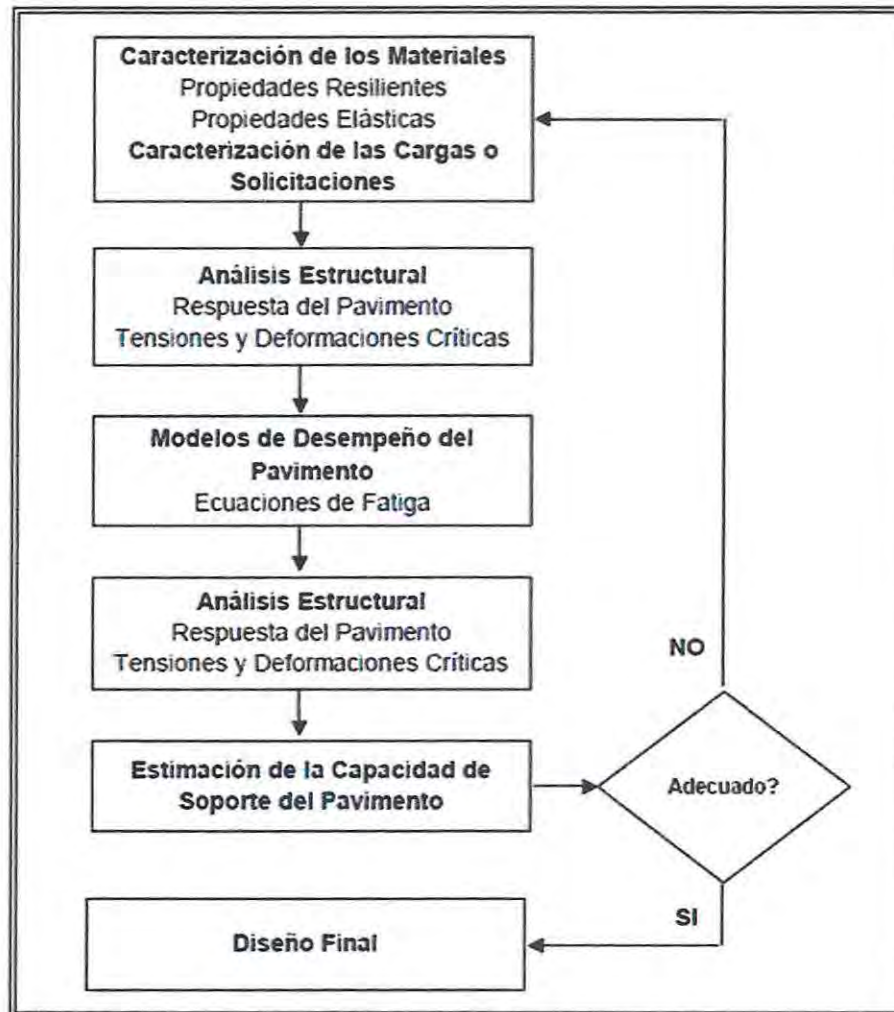 Caracterización de los Materiales
Propiedades Resilientes
Propiedades Elásticas
Caracterización de las Cargas o
Solicitaciones
Análisis Estructural
Respuesta del Pavimento
Tensiones y Deformaciones Críticas
Modelos de Desempeño del
Pavimento
Ecuaciones de Fatiga
Análisis Estructural
Respuesta del Pavimento
Tensiones y Deformaciones Críticas
Estimación de la Capacidad de
Soporte del Pavimento
NO
Adecuado?
SI
Diseño Final